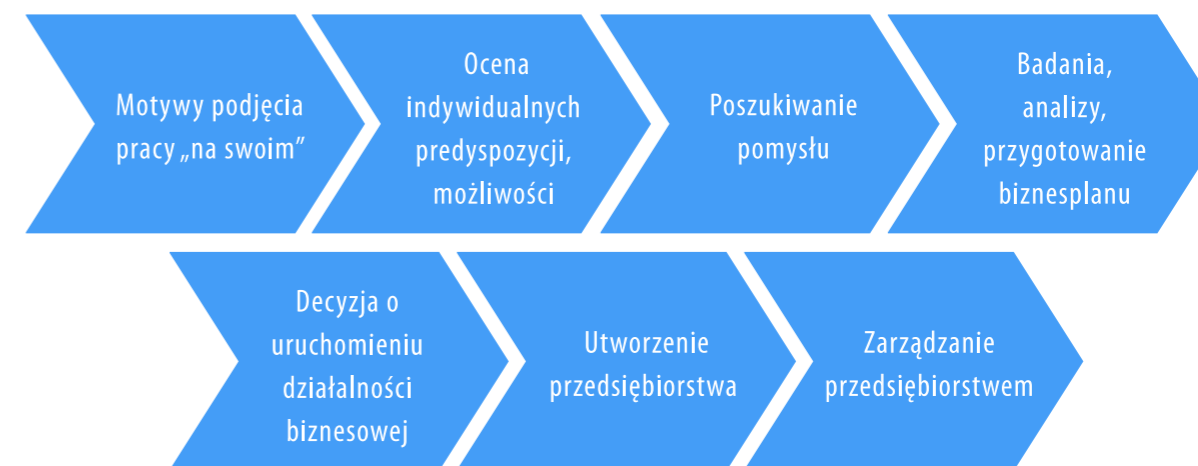 Motywy podjęcia
pracy „na swoim”
Ocena
indywidualnych
predyspozycji,
możliwości
Poszukiwanie
pomysłu
Badania,
analizy,
przygotowanie
biznesplanu
Decyzja o
uruchomieniu
działalności
biznesowej
Utworzenie
przedsiębiorstwa
Zarządzanie
przedsiębiorstwem